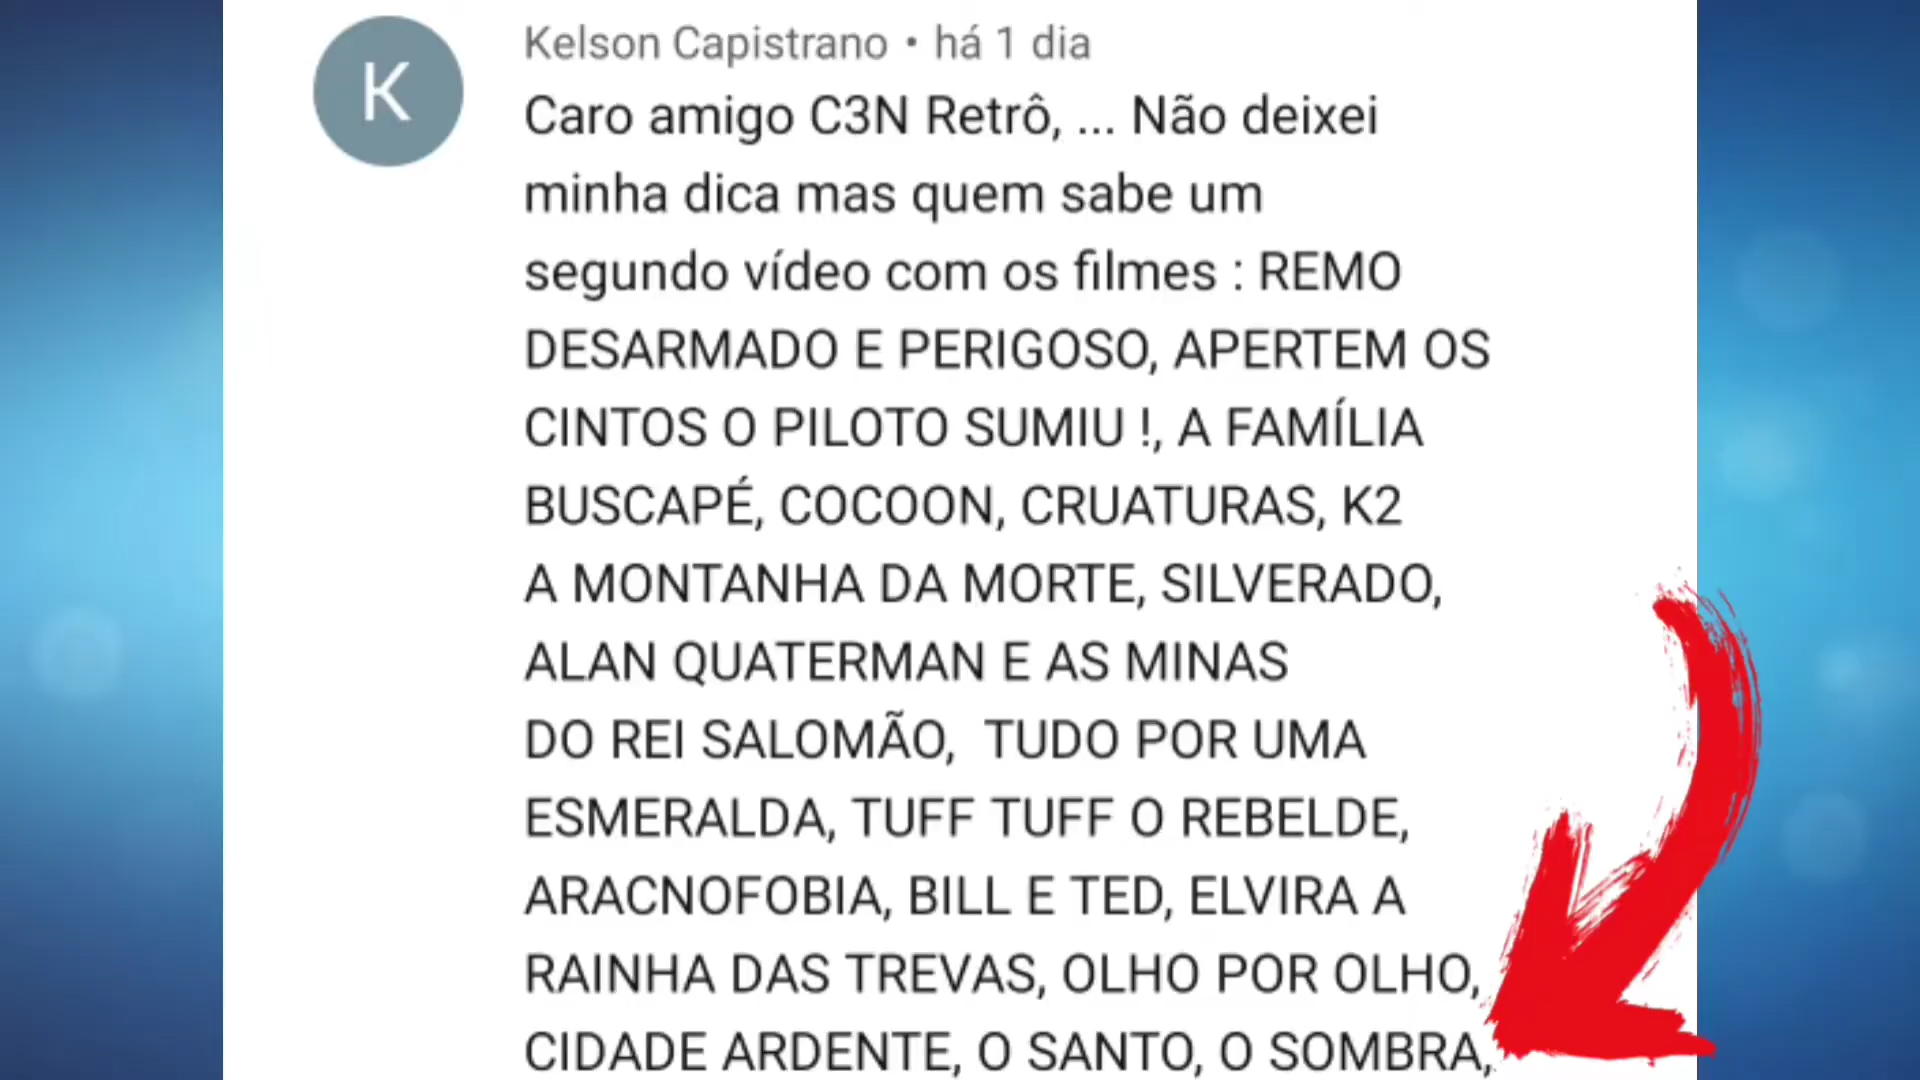 K
Kelson Capistrano • há 1 dia
Caro amigo C3N Retrô, ... Não deixei
minha dica mas quem sabe um
segundo vídeo com os filmes : REMO
DESARMADO E PERIGOSO, APERTEM OS
CINTOS O PILOTO SUMIU !, A FAMÍLIA
BUSCAPÉ, COCOON, CRUATURAS, K2
A MONTANHA DA MORTE, SILVERADO,
ALAN QUATERMAN E AS MINAS
DO REI SALOMÃO,  TUDO POR UMA
ESMERALDA, TUFF TUFF O REBELDE,
ARACNOFOBIA, BILL E TED, ELVIRA A
RAINHA DAS TREVAS, OLHO POR OLHO,
CIDADE ARDENTE, O SANTO, O SOMBRA,